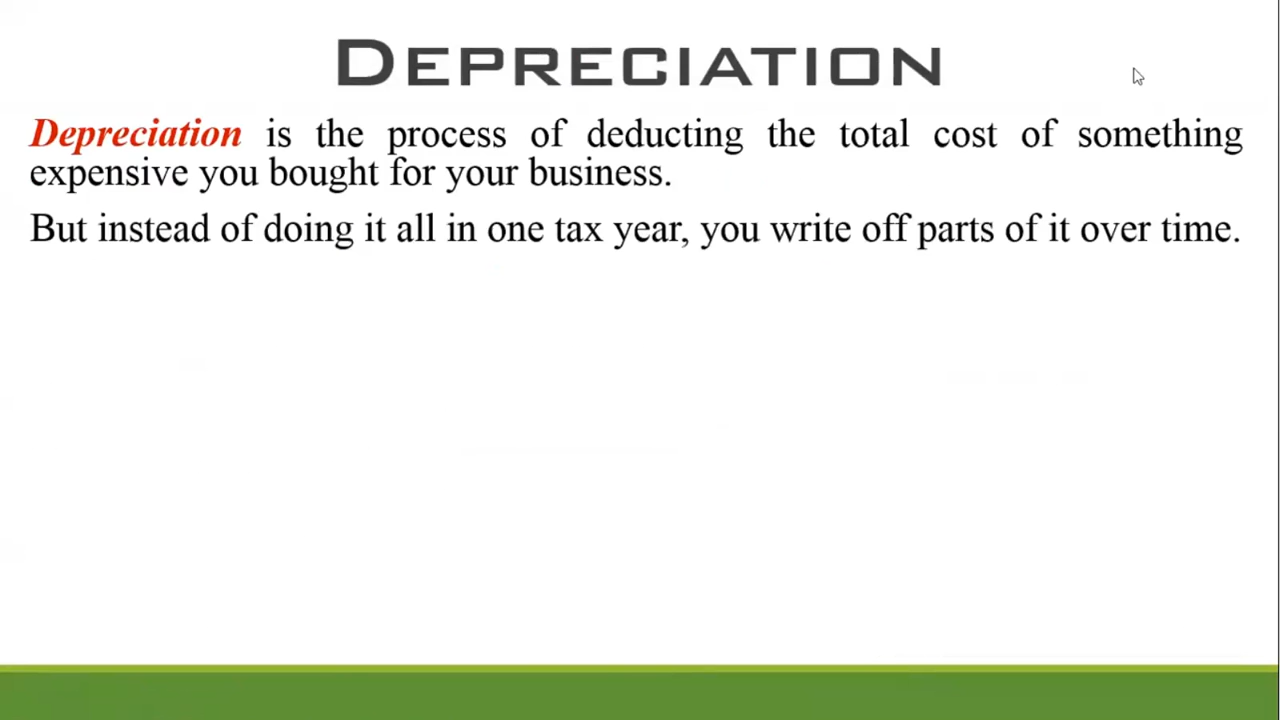 DEPRECIATION
Depreciation is the process of deducting the total cost of something
expensive you bought for your business.
But instead of doing it all in one tax year, you write off parts of it over time.